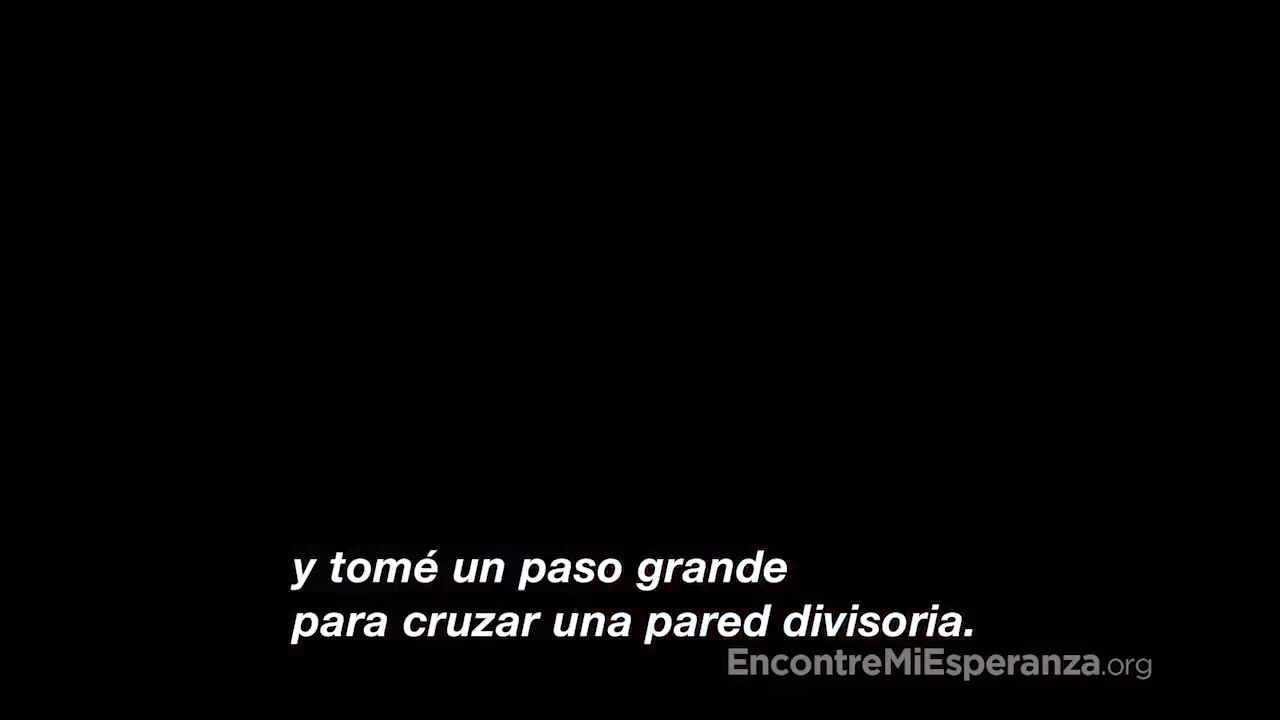 y tomé un paso grande
para cruzar una pared divisoria.
EncontreMiEsperanza.org